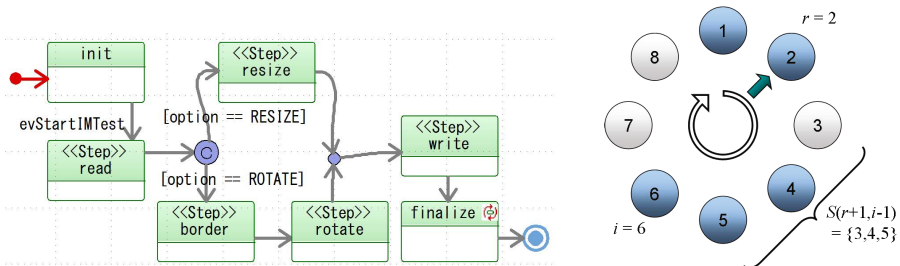 init
evStartIMTest
<<Step>>
read
C
<<Step>>
resize
[option == RESIZE]
[option == ROTATE]
<<Step>>
border
<<Step>>
rotate
<<Step>>
write
finalize
r = 2
1
2
3
4
5
6
7
8
i = 6
S(r+1,i-1)
= {3,4,5}